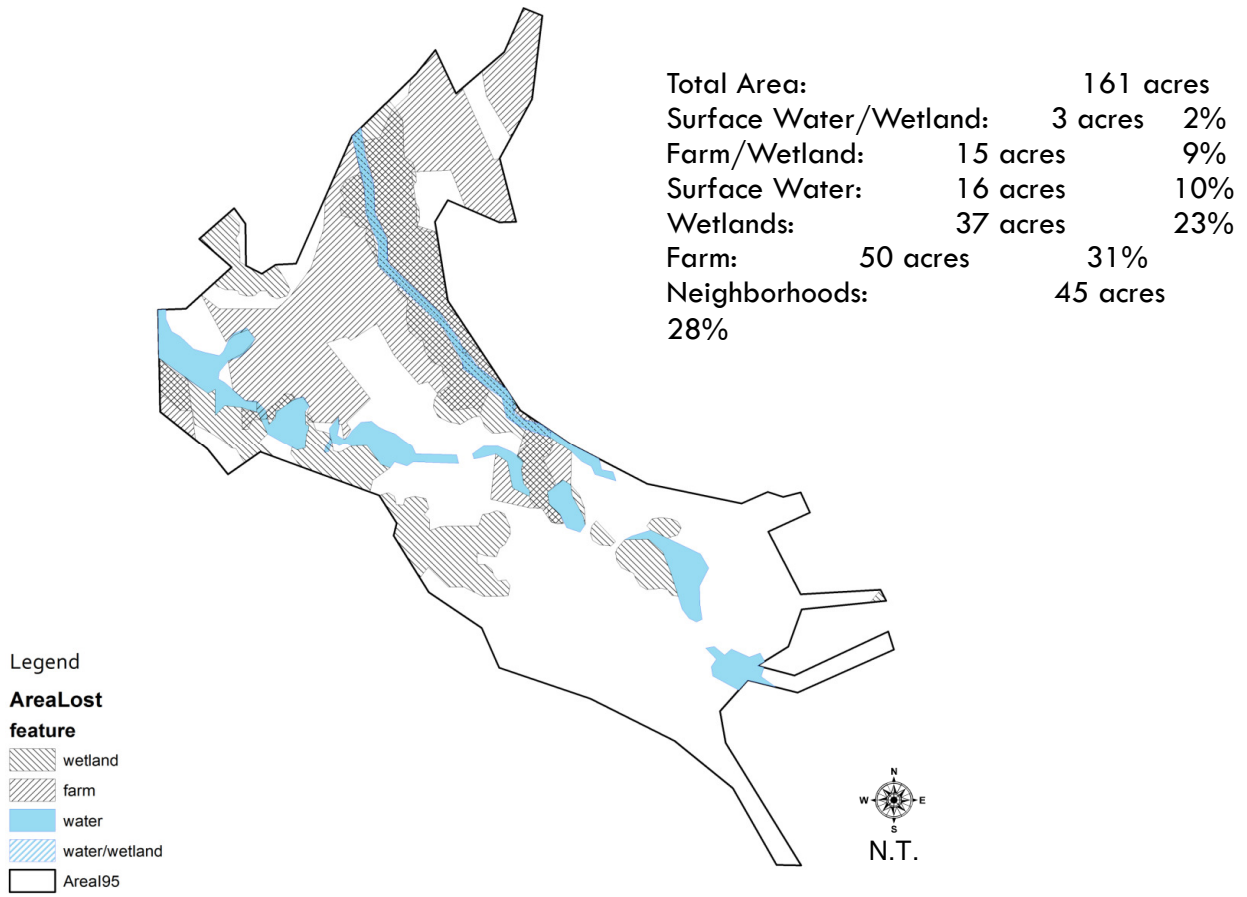 Total Area: 161 acres
Surface Water/Wetland: 3 acres 2%
Farm/Wetland: 15 acres 9%
Surface Water: 16 acres 10%
Wetlands: 37 acres 23%
Farm: 50 acres 31%
Neighborhoods: 45 acres
28%
Legend
AreaLost
feature
wetland
farm
water
water/wetland
AreaI95
N
W E
S
N.T.